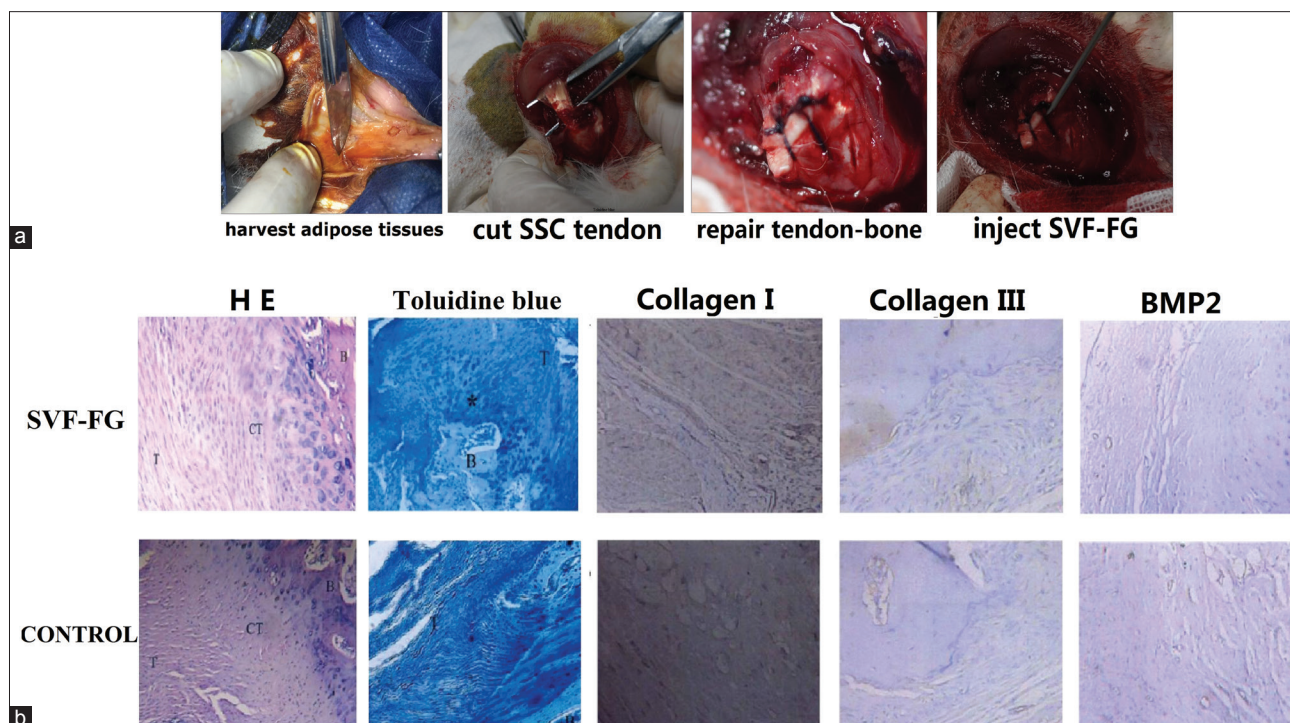 a
harvest adipose tissues
cut SSC tendon
repair tendon-bone
inject SVF-FG
H E
Toluidine blue
Collagen I
Collagen III
BMP2
SVF-FG
B
CT
T
T
*
B
CONTROL
B
CT
T
T
b